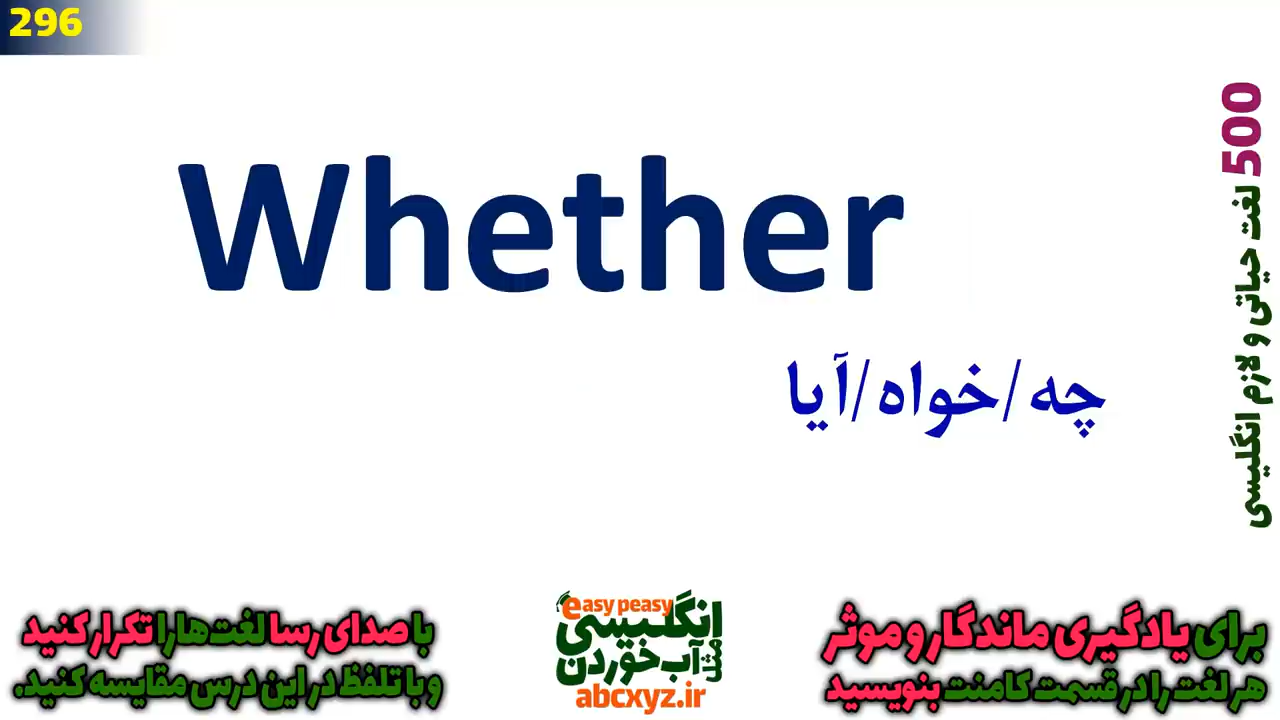 296
Whether
چه/خواه/آیا
500 لغت حیاتی و لازم انگلیسی
برای یادگیری ماندگار و موثر
هر لغت را در قسمت کامنت بنویسید
easy peasy
انگلیسی
مثل آب خوردن
abcxyz.ir
با صدای رسا لغت‌ها را تکرار کنید
و با تلفظ در این درس مقایسه کنید.